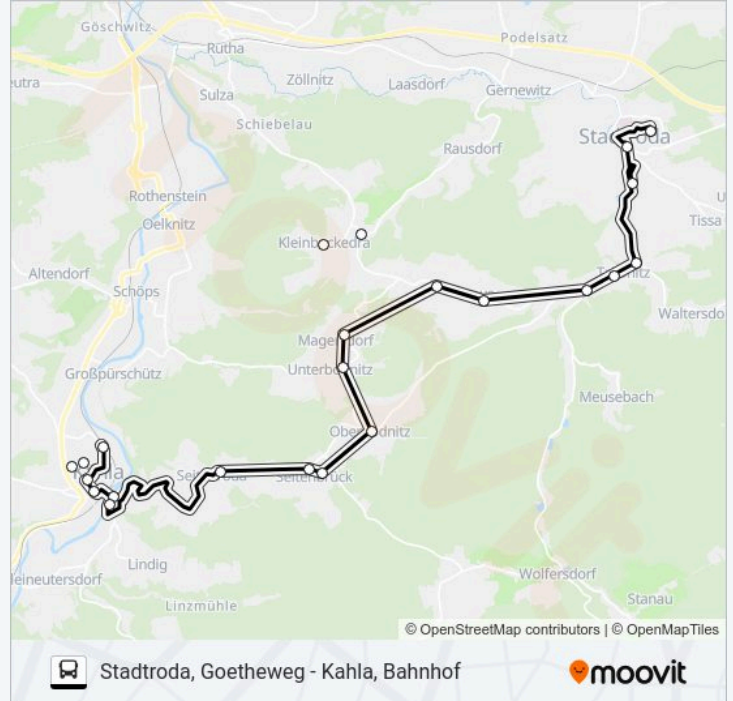 Göschwitz
Podelsatz
Rutha
Zöllnitz
Laasdorf
Gernewitz
Sulza
Schiebelau
Rausdorf
Rothenstein
Oelknitz
Tissa
Altendorf
Schöps
Magersdorf
Unterbodnitz
Großpürschütz
Meusebach
Seitenbrück
Lindig
Linzmühle
Wolfersdorf
Stanau
© OpenStreetMap contributors | © OpenMapTiles
Stadtroda, Goetheweg - Kahla, Bahnhof
moovit